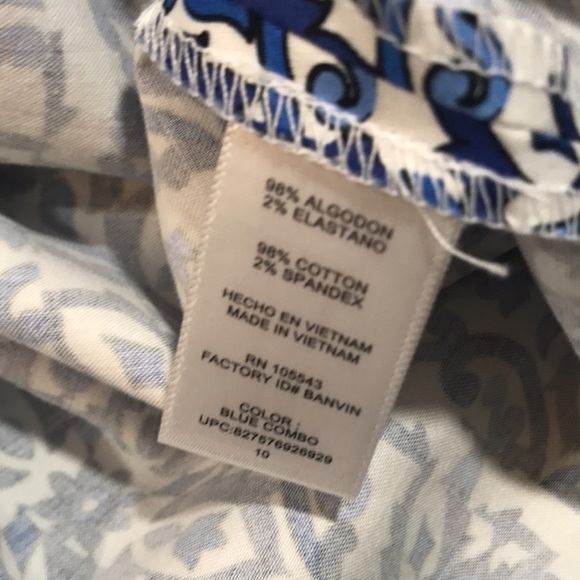 98% ALGODON
2% ELASTANO
98% COTTON
2% SPANDEX
HECHO EN VIETNAM
MADE IN VIETNAM
RN 105543
FACTORY ID# BANVIN
COLOR :
BLUE COMBO
UPC:827576926929
10